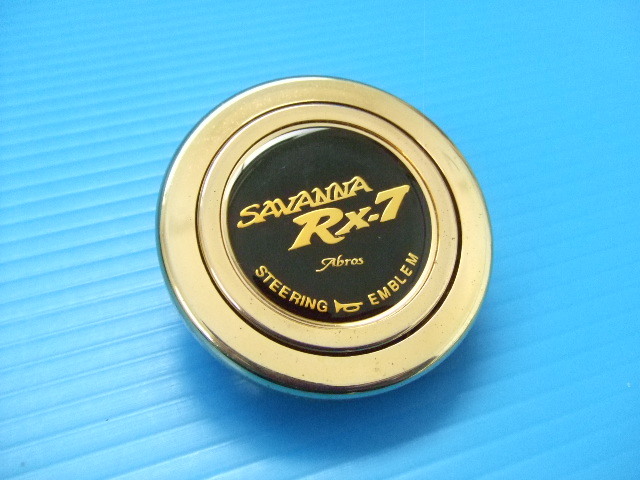 SAVANNA
Rx-7
Abros
STEERING EMBLEM